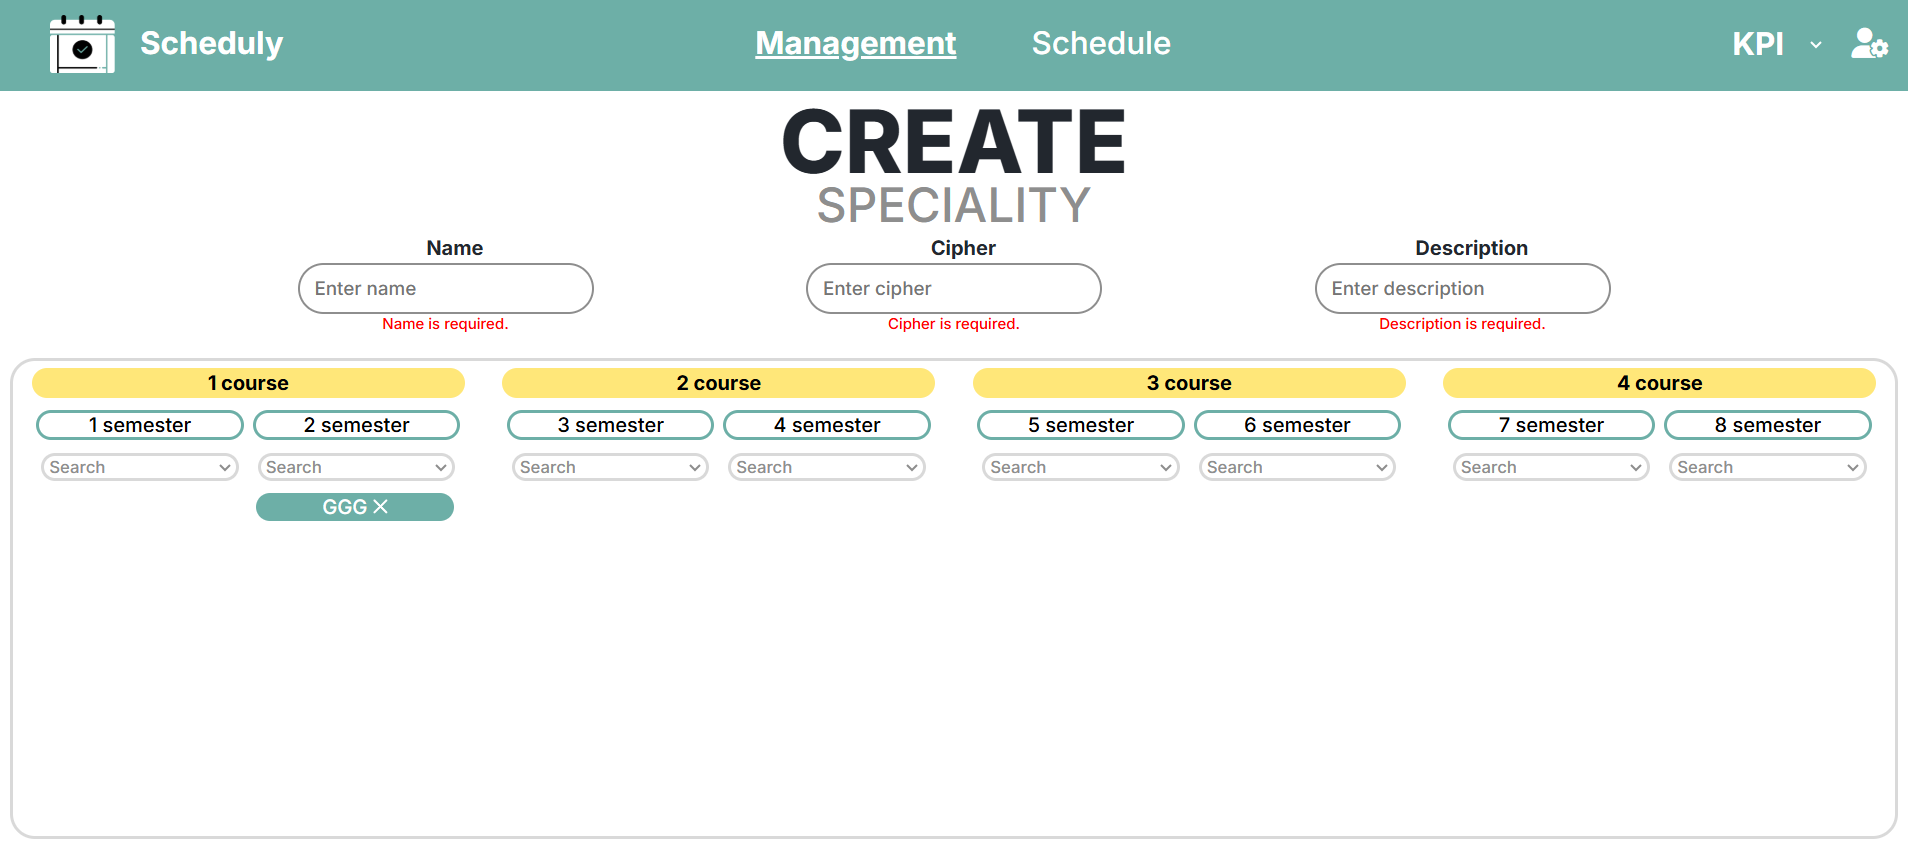 Scheduly
Management Schedule
KPI
CREATE
SPECIALITY
Name Cipher Description
Enter name Enter cipher Enter description
Name is required. Cipher is required. Description is required.
1 course 2 course 3 course 4 course
1 semester 2 semester 3 semester 4 semester 5 semester 6 semester 7 semester 8 semester
Search Search Search Search Search Search Search Search
GGG